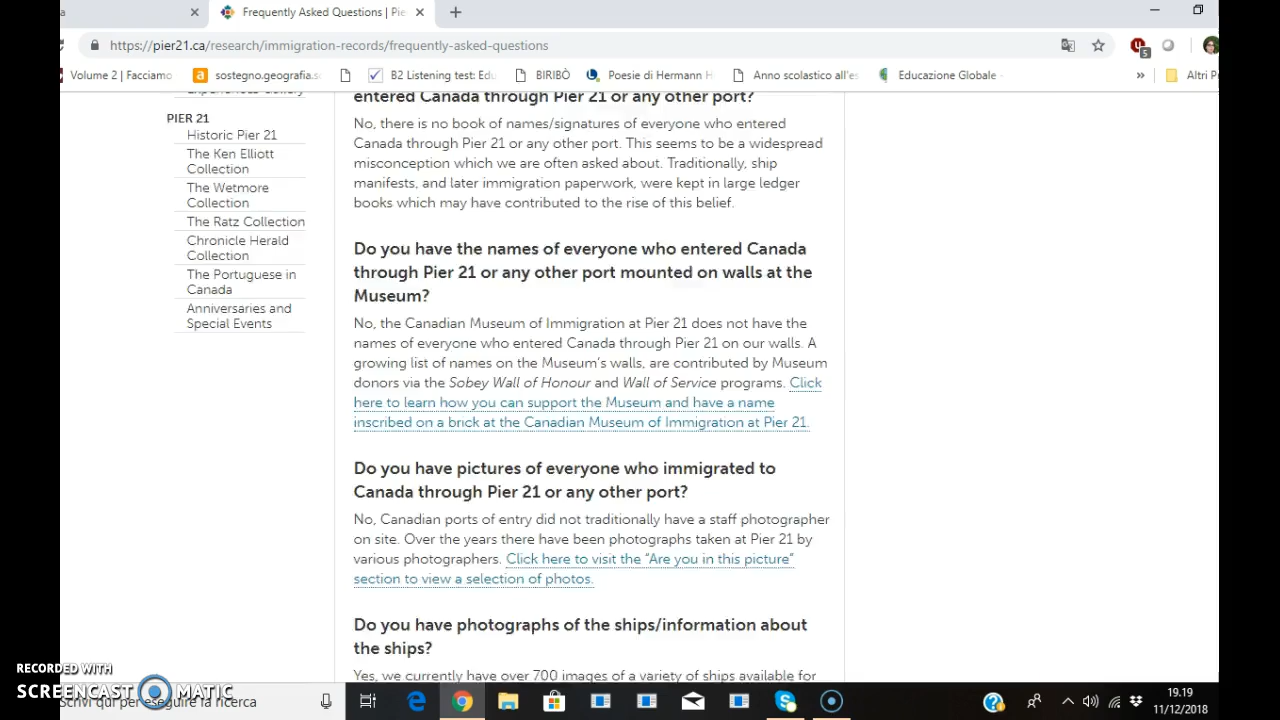 a
Frequently Asked Questions | Pie
https://pier21.ca/research/immigration-records/frequently-asked-questions
5
Volume 2 | Facciamo
sostegno.geografia.s
B2 Listening test: Edu
BIRIBÒ
Poesie di Hermann H
Anno scolastico all'es
Educazione Globale -
»
Altri P
Experiences Gallery
PIER 21
Historic Pier 21
The Ken Elliott
Collection
The Wetmore
Collection
The Ratz Collection
Chronicle Herald
Collection
The Portuguese in
Canada
Anniversaries and
Special Events
entered Canada through Pier 21 or any other port?
No, there is no book of names/signatures of everyone who entered
Canada through Pier 21 or any other port. This seems to be a widespread
misconception which we are often asked about. Traditionally, ship
manifests, and later immigration paperwork, were kept in large ledger
books which may have contributed to the rise of this belief.
Do you have the names of everyone who entered Canada
through Pier 21 or any other port mounted on walls at the
Museum?
No, the Canadian Museum of Immigration at Pier 21 does not have the
names of everyone who entered Canada through Pier 21 on our walls. A
growing list of names on the Museum's walls, are contributed by Museum
donors via the Sobey Wall of Honour and Wall of Service programs. Click
here to learn how you can support the Museum and have a name
inscribed on a brick at the Canadian Museum of Immigration at Pier 21.
Do you have pictures of everyone who immigrated to
Canada through Pier 21 or any other port?
No, Canadian ports of entry did not traditionally have a staff photographer
on site. Over the years there have been photographs taken at Pier 21 by
various photographers. Click here to visit the "Are you in this picture"
section to view a selection of photos.
Do you have photographs of the ships/information about
the ships?
Yes, we currently have over 700 images of a variety of ships available for
RECORDED WITH
SCREENCAST MATIC
Scrivi qui per eseguire la ricerca
19.19
11/12/2018